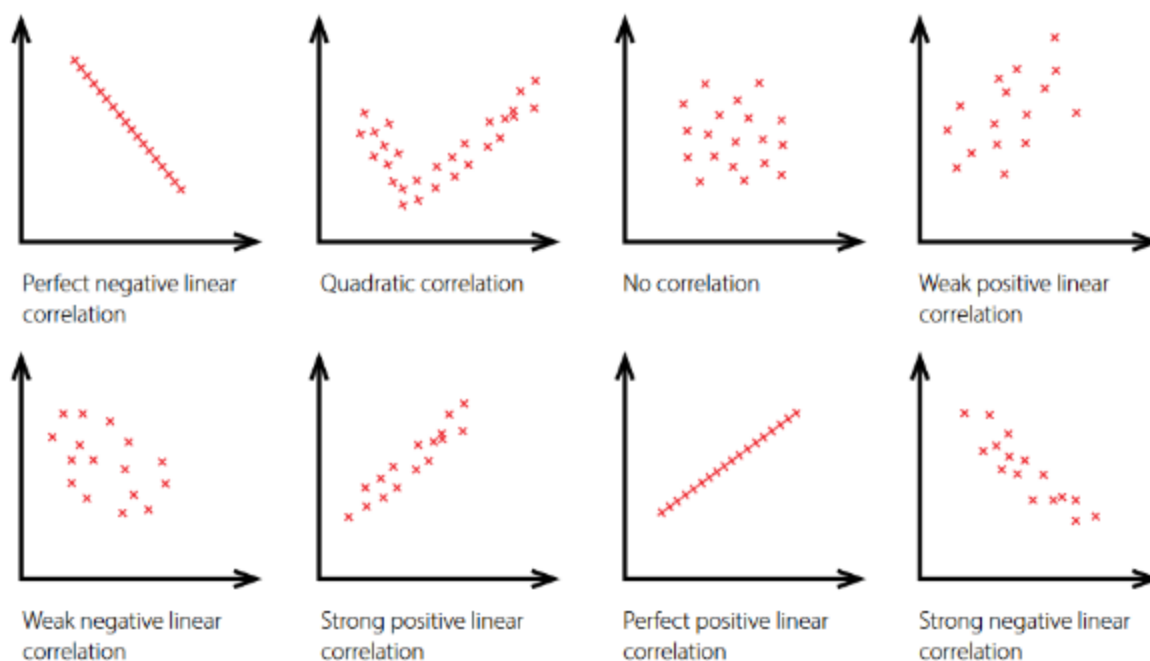 Perfect negative linear
correlation
Quadratic correlation
No correlation
Weak positive linear
correlation
Weak negative linear
correlation
Strong positive linear
correlation
Perfect positive linear
correlation
Strong negative linear
correlation